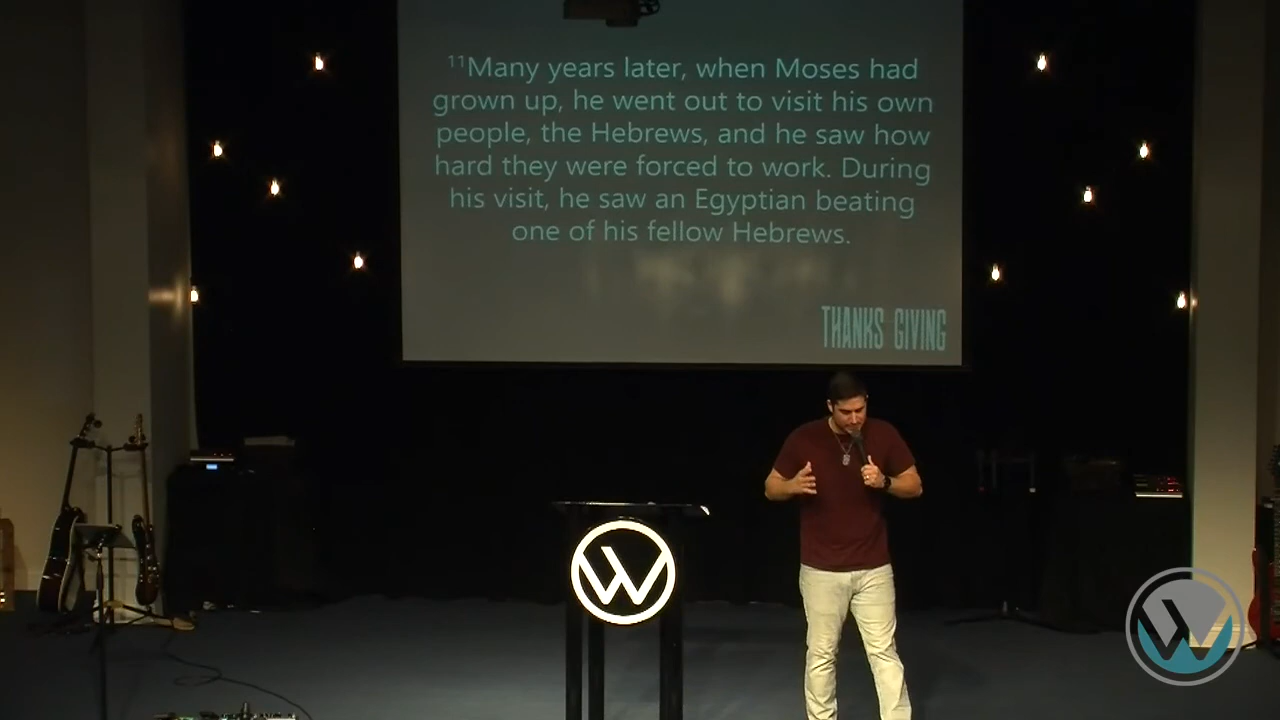 ¹¹Many years later, when Moses had
grown up, he went out to visit his own
people, the Hebrews, and he saw how
hard they were forced to work. During
his visit, he saw an Egyptian beating
one of his fellow Hebrews.
THANKS GIVING
W
W